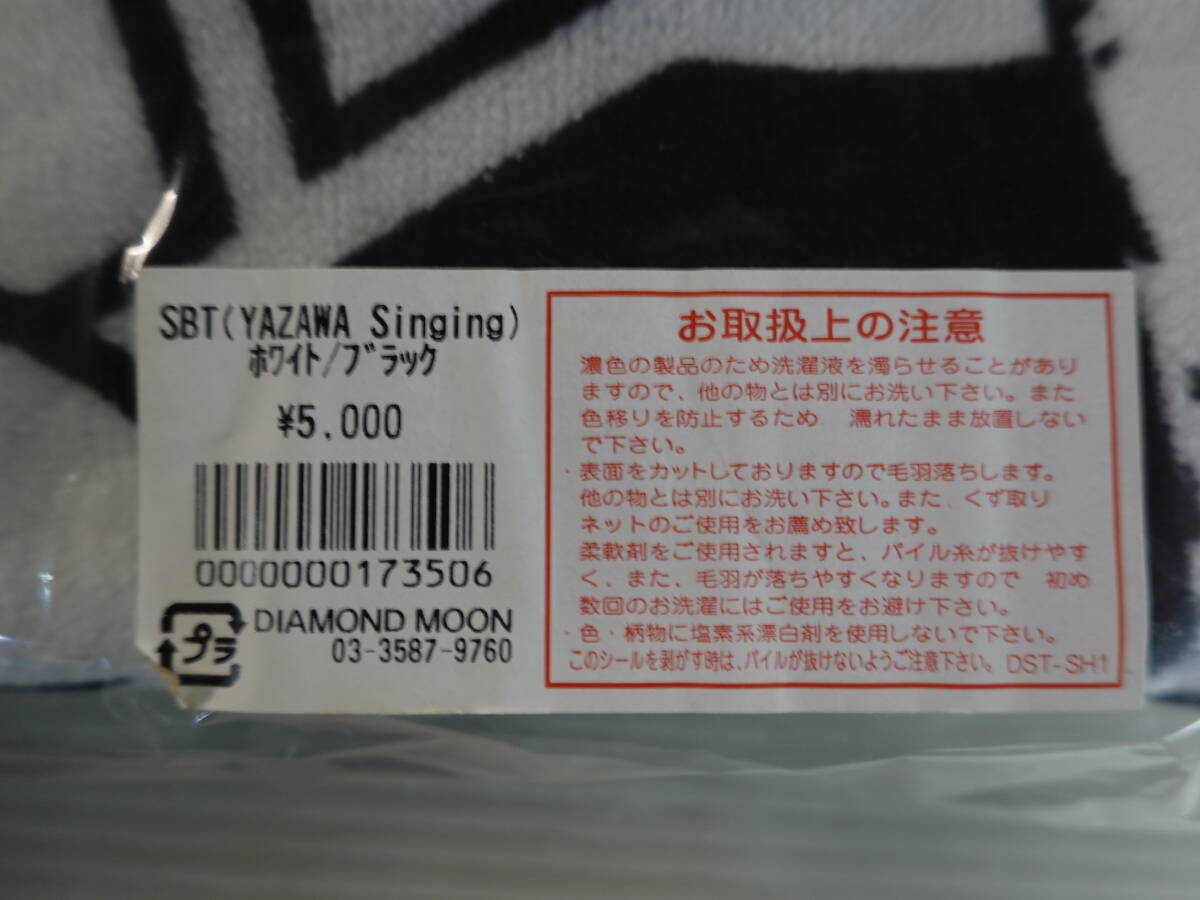 SBT(YAZAWA Singing)
ホワイト/ブラック
¥5,000
0000000173506
プラ
DIAMOND MOON
03-3587-9760
お取扱上の注意
濃色の製品のため洗濯液を濁らせることがあり
ますので、他の物とは別にお洗い下さい。また
色移りを防止するため 濡れたまま放置しない
で下さい。
・表面をカットしておりますので毛羽落ちします。
他の物とは別にお洗い下さい。また、くず取り
ネットのご使用をお薦め致します。
柔軟剤をご使用されますと、パイル糸が抜けやす
く、また、毛羽が落ちやすくなりますので 初め
数回のお洗濯にはご使用をお避け下さい。
・色・柄物に塩素系漂白剤を使用しないで下さい。
このシールを剥がす時は、パイルが抜けないようご注意下さい。 DST-SH1